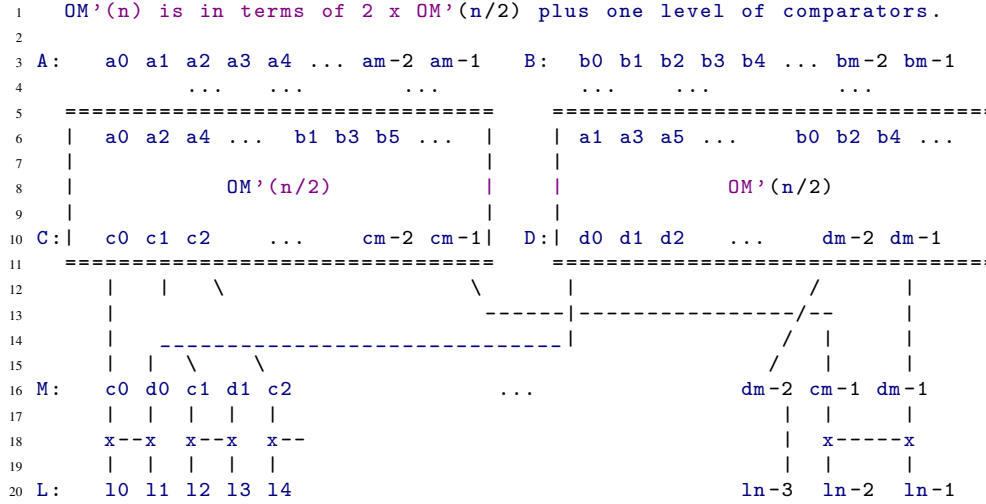 1 OM’(n) is in terms of 2 x OM’(n/2) plus one level of comparators.
2
3 A: a0 a1 a2 a3 a4 ... am-2 am-1 B: b0 b1 b2 b3 b4 ... bm-2 bm-1
4 ... ... ... ... ... ...
5 ================================ =================================
6 | a0 a2 a4 ... b1 b3 b5 ... | | a1 a3 a5 ... b0 b2 b4 ...
7 | | |
8 | OM’(n/2) | | OM’(n/2)
9 | | |
10 C:| c0 c1 c2 ... cm-2 cm-1| D:| d0 d1 d2 ... dm-2 dm-1
11 ================================ =================================
12 | | \ \ | / |
13 | ------|----------------/-- |
14 | ______________________________| / | |
15 | | \ \ / | |
16 M: c0 d0 c1 d1 c2 ... dm-2 cm-1 dm-1
17 | | | | | | | |
18 x--x x--x x-- | x-----x
19 | | | | | | | |
20 L: l0 l1 l2 l3 l4 ln-3 ln-2 ln-1